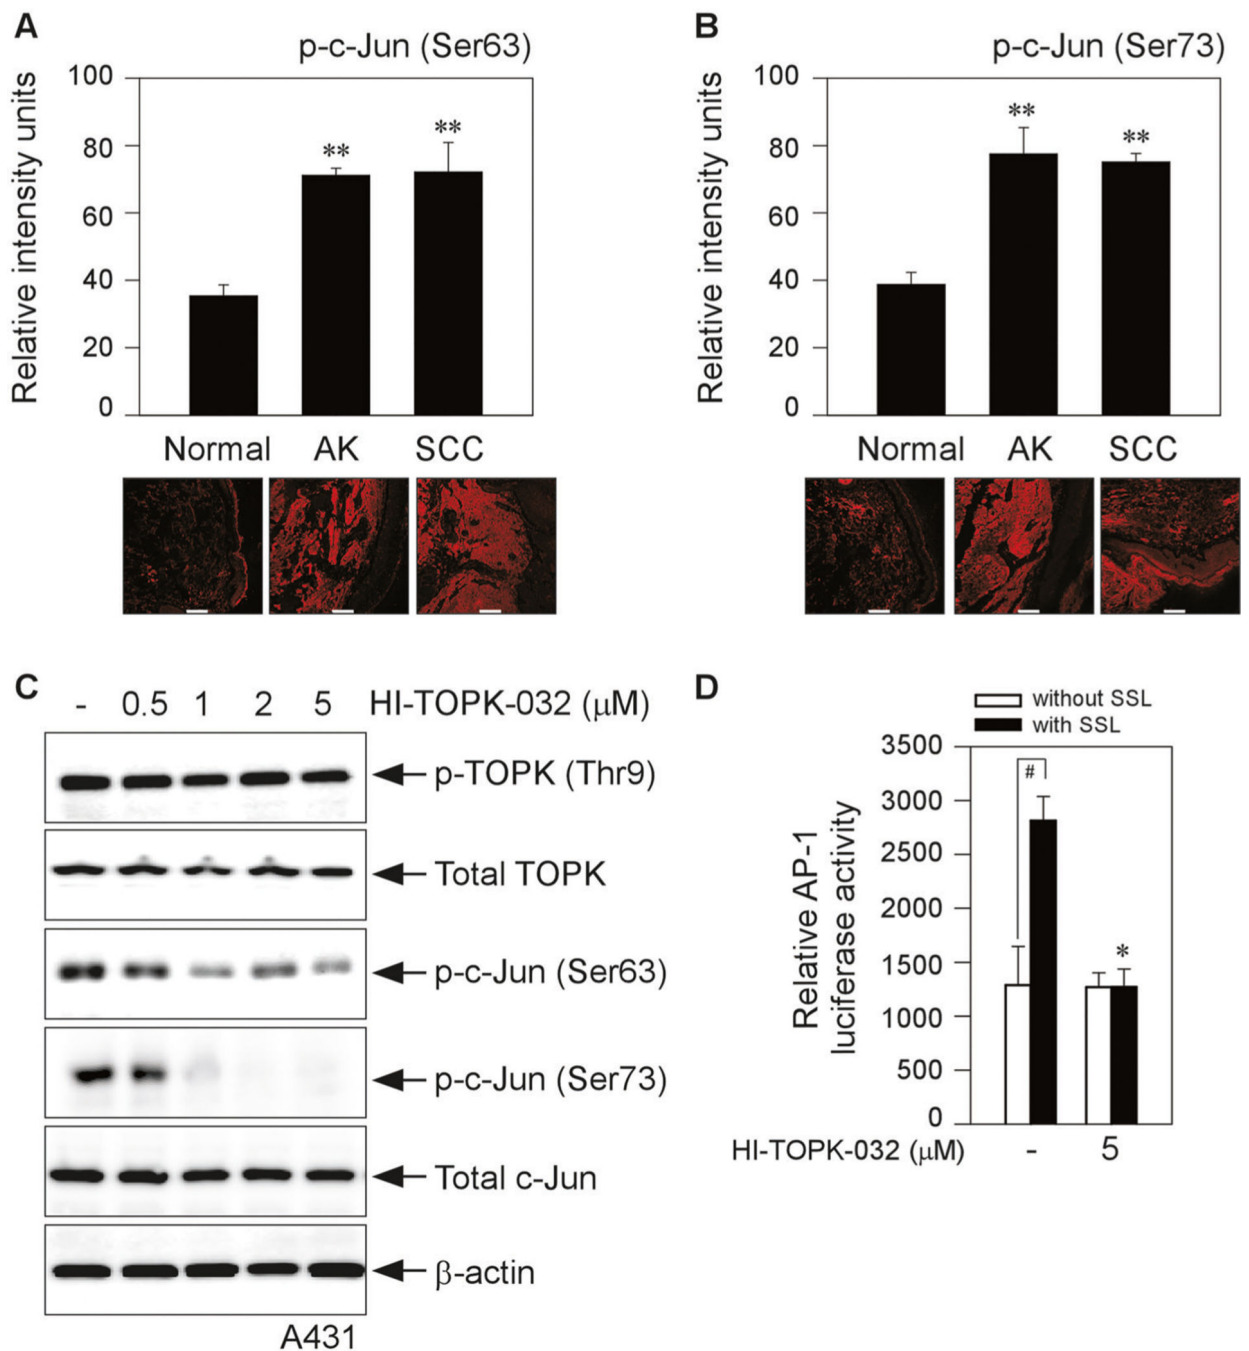 A
p-c-Jun (Ser63)
Relative intensity units
100
80
60
40
20
0
**
**
Normal AK SCC
B
p-c-Jun (Ser73)
Relative intensity units
100
80
60
40
20
0
**
**
Normal AK SCC
C
- 0.5 1 2 5 HI-TOPK-032 (μM)
p-TOPK (Thr9)
Total TOPK
p-c-Jun (Ser63)
p-c-Jun (Ser73)
Total c-Jun
β-actin
A431
D
without SSL
with SSL
Relative AP-1
luciferase activity
3500
3000
2500
2000
1500
1000
500
0
#
*
HI-TOPK-032 (μM) - 5